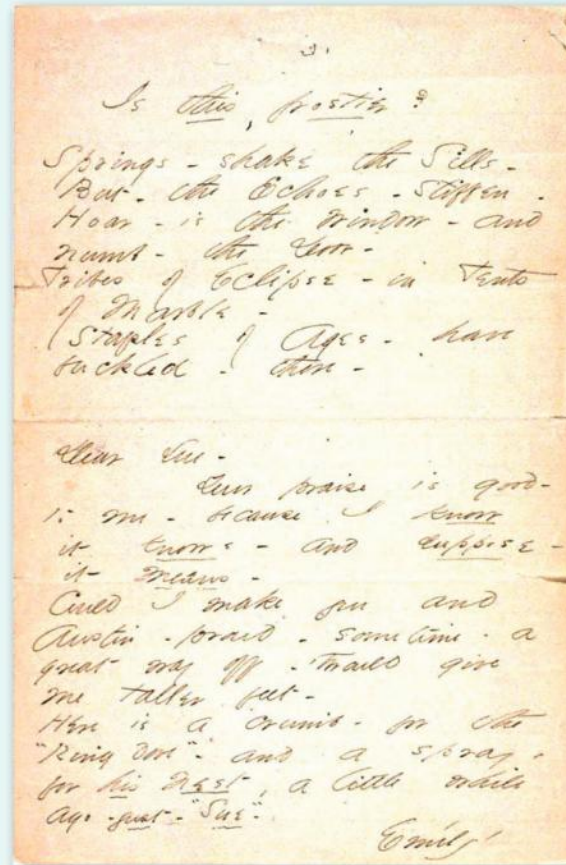 3.
Is this frostier?
Springs - shake the Sills -
But - the Echoes - stiffen -
Hoar - is the Window - and
numb - the Door -
Tribes of Eclipse - in Tents
of Marble -
Staples of Ages - have
buckled - there -
Dear Sue -
Your praise is good -
to me - because I know
it knows - and suppose -
it means -
Could I make you and
Austin - proud - sometime - a
great way off - 'twould give
me taller feet -
Here is a crumb - for the
"Ring dove" - and a spray
for his Nest, a little while
ago - just - "Sue".
Emily